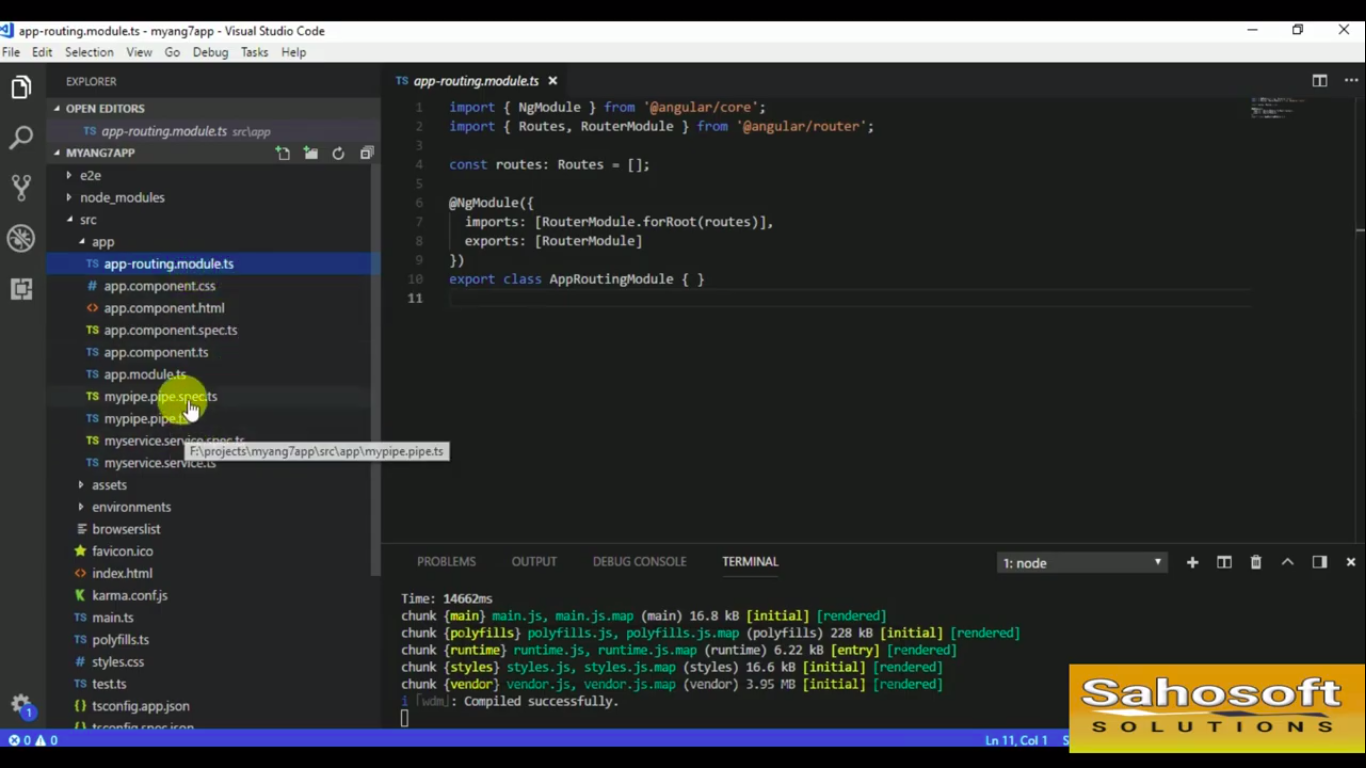 app-routing.module.ts - myang7app - Visual Studio Code
File Edit Selection View Go Debug Tasks Help
EXPLORER
OPEN EDITORS
TS app-routing.module.ts src\app
MYANG7APP
e2e
node_modules
src
app
TS app-routing.module.ts
# app.component.css
<> app.component.html
TS app.component.spec.ts
TS app.component.ts
TS app.module.ts
TS mypipe.pipe.spec.ts
TS mypipe.pipe.ts
TS myservice.service.spec.ts
F:\projects\myang7app\src\app\mypipe.pipe.ts
TS myservice.service.ts
assets
environments
browserslist
favicon.ico
<> index.html
karma.conf.js
TS main.ts
TS polyfills.ts
# styles.css
TS test.ts
{} tsconfig.app.json
{} tsconfig.spec.json
TS app-routing.module.ts
1 import { NgModule } from '@angular/core';
2 import { Routes, RouterModule } from '@angular/router';
3
4 const routes: Routes = [];
5
6 @NgModule({
7 imports: [RouterModule.forRoot(routes)],
8 exports: [RouterModule]
9 })
10 export class AppRoutingModule { }
11
PROBLEMS OUTPUT DEBUG CONSOLE TERMINAL 1: node
Time: 14662ms
chunk {main} main.js, main.js.map (main) 16.8 kB [initial] [rendered]
chunk {polyfills} polyfills.js, polyfills.js.map (polyfills) 228 kB [initial] [rendered]
chunk {runtime} runtime.js, runtime.js.map (runtime) 6.22 kB [entry] [rendered]
chunk {styles} styles.js, styles.js.map (styles) 16.6 kB [initial] [rendered]
chunk {vendor} vendor.js, vendor.js.map (vendor) 3.95 MB [initial] [rendered]
i ｢wdm｣: Compiled successfully.
1
0 0 Ln 11, Col 1 S
Sahosoft
SOLUTIONS